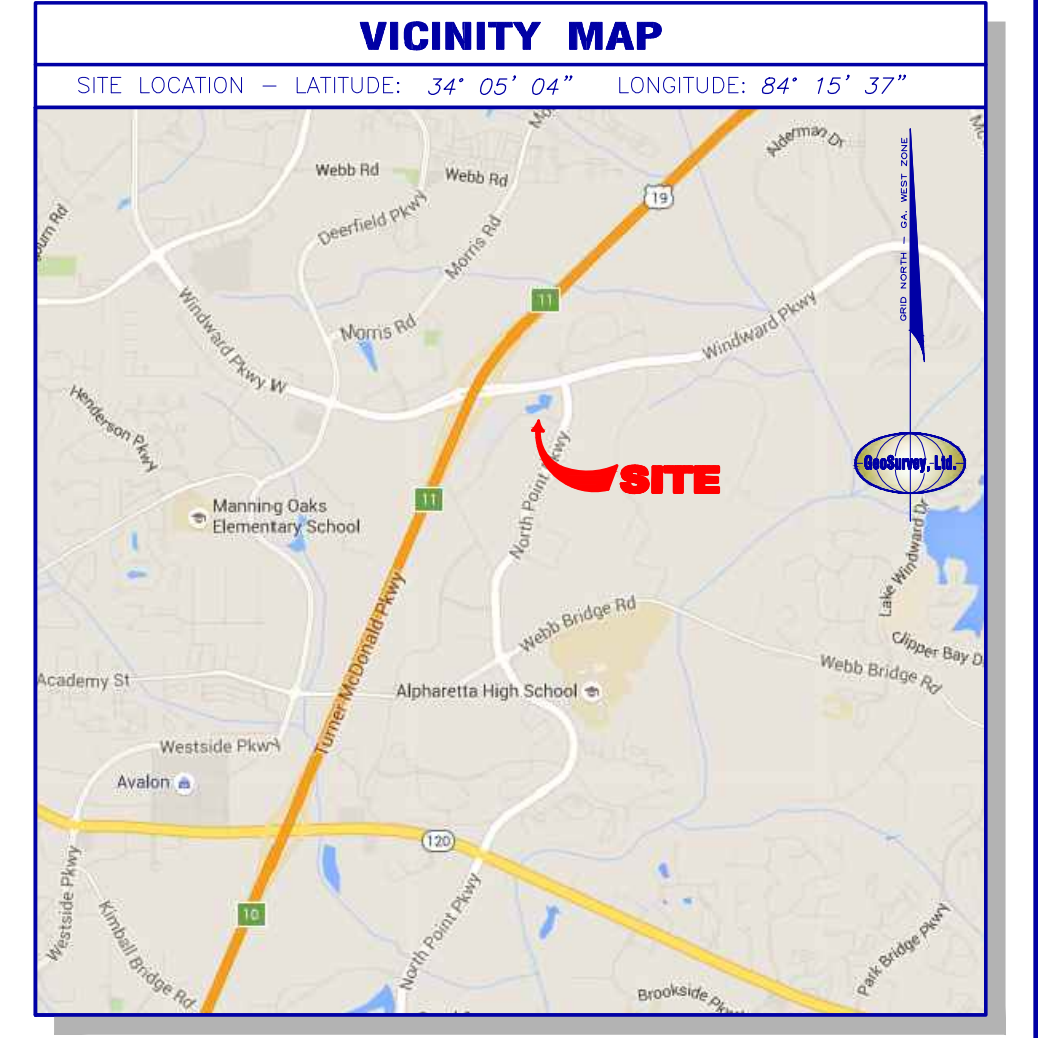 VICINITY MAP
SITE LOCATION – LATITUDE: 34° 05' 04" LONGITUDE: 84° 15' 37"
Alderman Dr
Webb Rd
Webb Rd
19
Deerfield Pkwy
Morris Rd
GRID NORTH – GA. WEST ZONE
11
Windward Pkwy W
Morris Rd
Windward Pkwy
Henderson Pkwy
GeoSurvey, Ltd.
SITE
11
North Point Pkwy
Manning Oaks
Elementary School
Lake Windward Dr
Webb Bridge Rd
Turner McDonald Pkwy
Clipper Bay D
Webb Bridge Rd
Academy St
Alpharetta High School
Westside Pkwy
Avalon
120
Westside Pkwy
10
Kimball Bridge Rd
North Point Pkwy
Park Bridge Pkwy
Brookside Pkwy